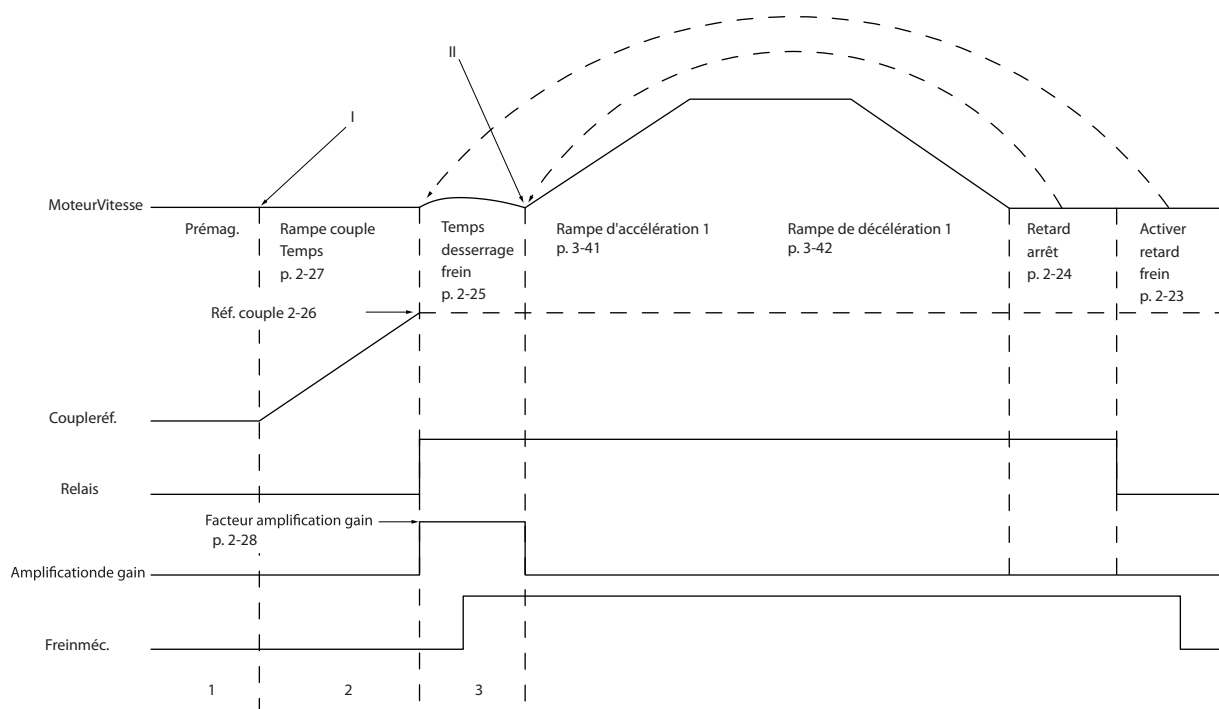 II
I
MoteurVitesse
Prémag.
Rampe couple
Temps
p. 2-27
Temps
desserrage
frein
p. 2-25
Rampe d'accélération 1
p. 3-41
Rampe de décélération 1
p. 3-42
Retard
arrêt
p. 2-24
Activer
retard
frein
p. 2-23
Réf. couple 2-26
Coupleréf.
Relais
Facteur amplification gain
p. 2-28
Amplificationde gain
Freinméc.
1
2
3